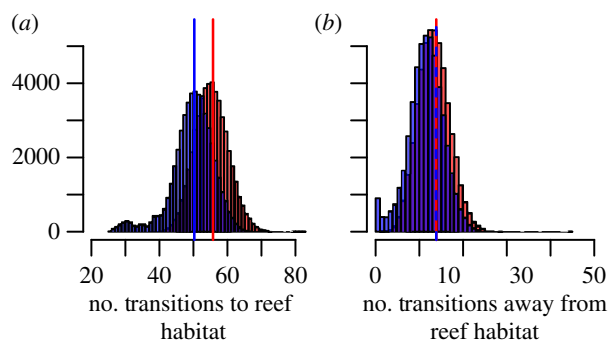 (a)
(b)
4000
2000
0
20 40 60 80
0 10 30 50
no. transitions to reef
habitat
no. transitions away from
reef habitat